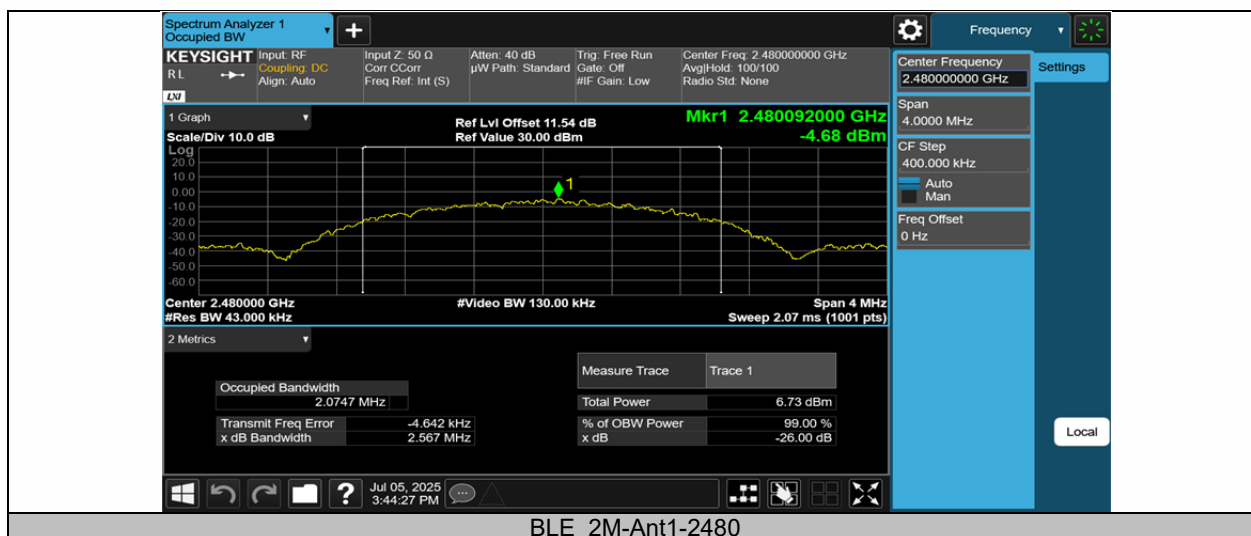 Spectrum Analyzer 1
Occupied BW
Frequency
KEYSIGHT
R L
LXI
Input: RF
Coupling: DC
Align: Auto
Input Z: 50 Ω
Corr CCorr
Freq Ref: Int (S)
Atten: 40 dB
µW Path: Standard
Trig: Free Run
Gate: Off
#IF Gain: Low
Center Freq: 2.480000000 GHz
Avg|Hold: 100/100
Radio Std: None
1 Graph
Scale/Div 10.0 dB
Ref Lvl Offset 11.54 dB
Ref Value 30.00 dBm
Mkr1 2.480092000 GHz
-4.68 dBm
Log
20.0
10.0
0.00
-10.0
-20.0
-30.0
-40.0
-50.0
-60.0
1
Center 2.480000 GHz
#Res BW 43.000 kHz
#Video BW 130.00 kHz
Span 4 MHz
Sweep 2.07 ms (1001 pts)
2 Metrics
Measure Trace Trace 1
Occupied Bandwidth
2.0747 MHz
Total Power 6.73 dBm
Transmit Freq Error -4.642 kHz
% of OBW Power 99.00 %
x dB Bandwidth 2.567 MHz
x dB -26.00 dB
Center Frequency
2.480000000 GHz
Settings
Span
4.0000 MHz
CF Step
400.000 kHz
Auto
Man
Freq Offset
0 Hz
Local
?
Jul 05, 2025
3:44:27 PM
BLE_2M-Ant1-2480